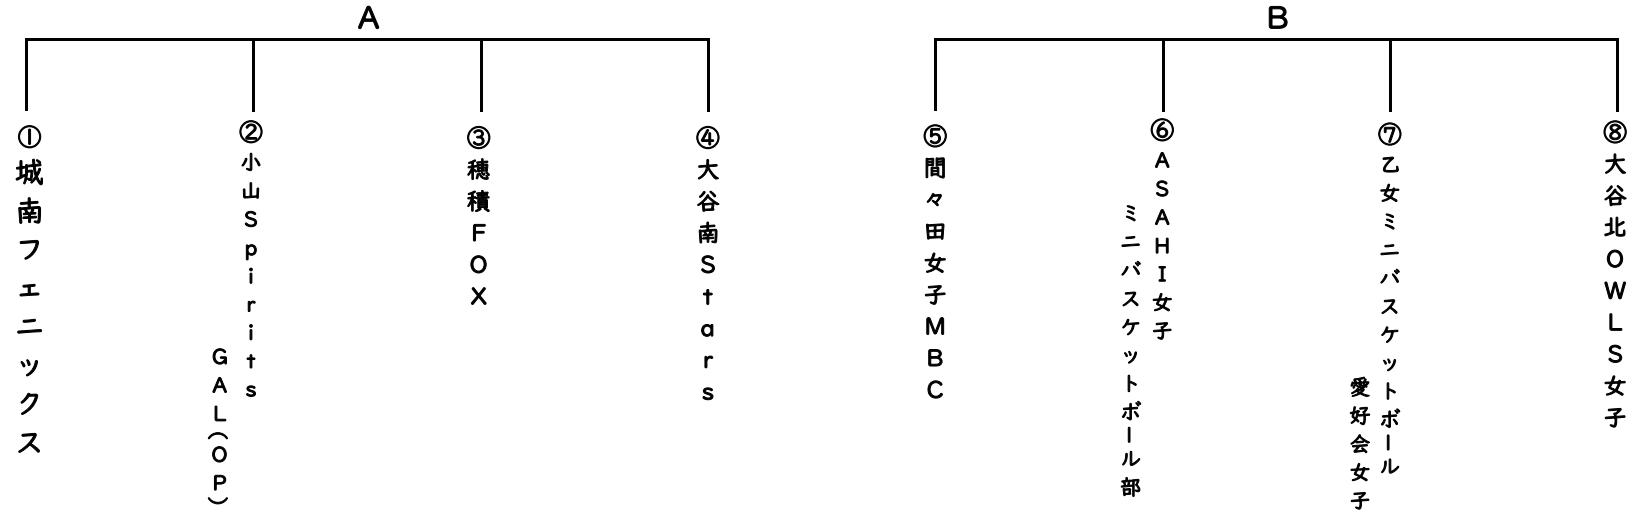 A
①城南フェニックス
②小山Spirits
GAL(OP)
③穂積FOX
④大谷南Stars
B
⑤間々田女子MBC
⑥ASAHI女子
ミニバスケットボール部
⑦乙女ミニバスケットボール
愛好会女子
⑧大谷北OWLS女子